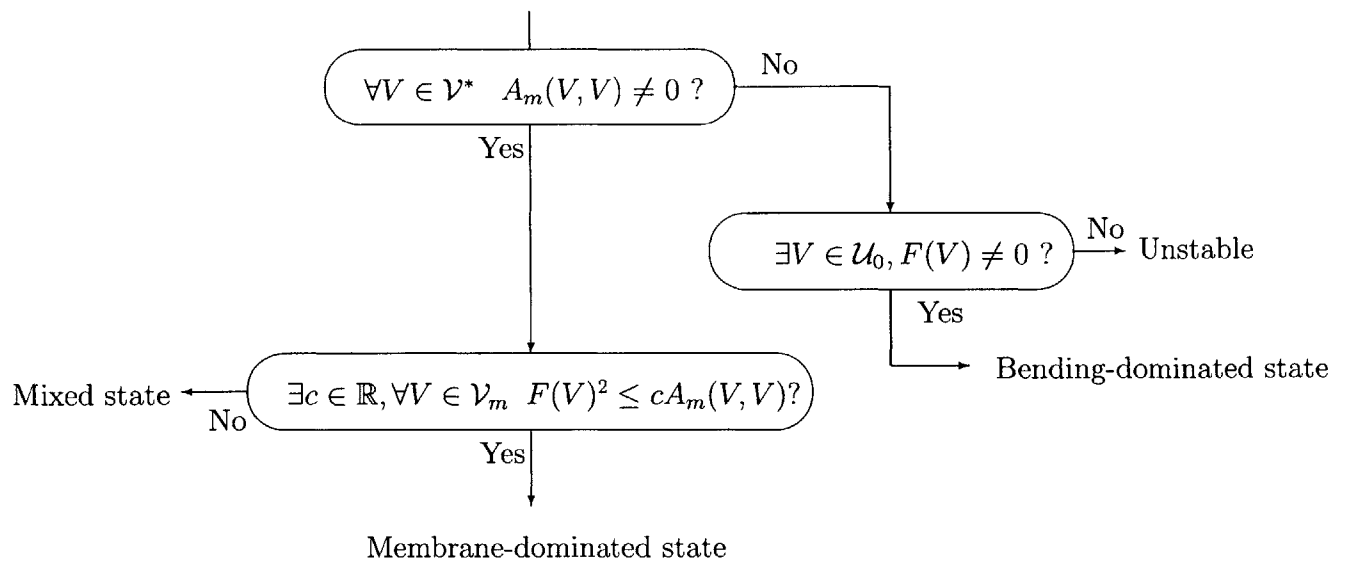 ∀V ∈ 𝒱* A_m(V, V) ≠ 0 ?
No
Yes
∃V ∈ 𝒰_0, F(V) ≠ 0 ?
No
Unstable
Yes
Bending-dominated state
Mixed state
No
∃c ∈ ℝ, ∀V ∈ 𝒱_m F(V)² ≤ cA_m(V, V)?
Yes
Membrane-dominated state